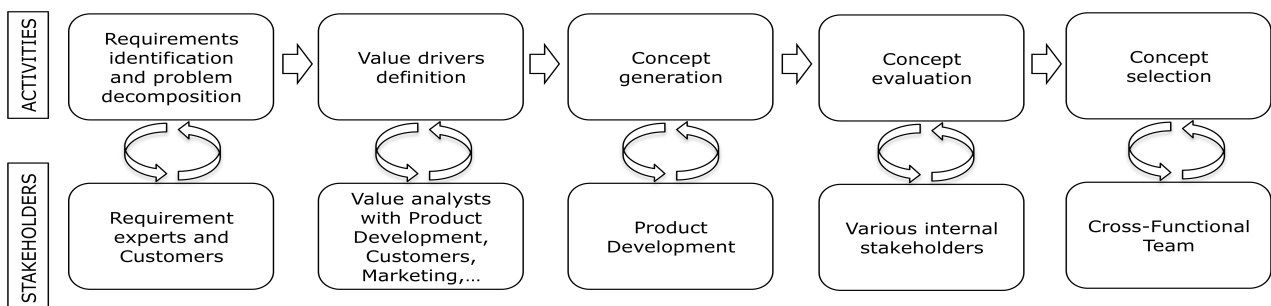 ACTIVITIES
Requirements
identification
and problem
decomposition
Value drivers
definition
Concept
generation
Concept
evaluation
Concept
selection
STAKEHOLDERS
Requirement
experts and
Customers
Value analysts
with Product
Development,
Customers,
Marketing,...
Product
Development
Various internal
stakeholders
Cross-Functional
Team